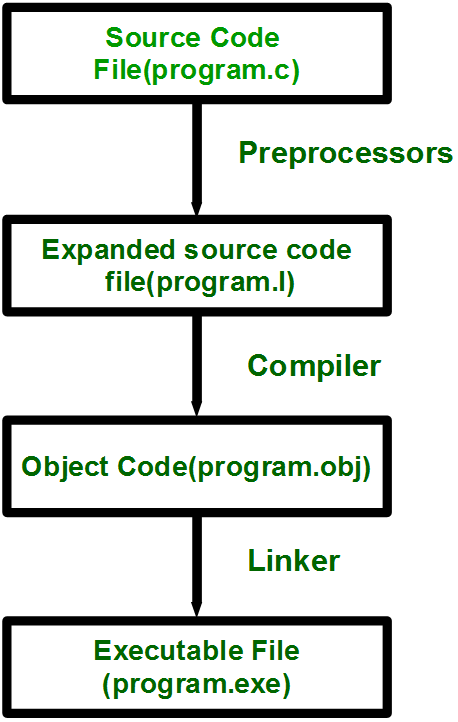 Source Code
File(program.c)
Preprocessors
Expanded source code
file(program.I)
Compiler
Object Code(program.obj)
Linker
Executable File
(program.exe)